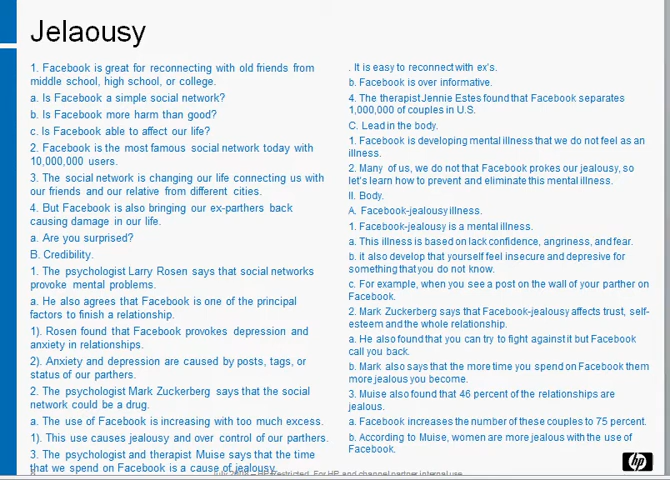 Jelaousy
1. Facebook is great for reconnecting with old friends from
middle school, high school, or college.
a. Is Facebook a simple social network?
b. Is Facebook more harm than good?
c. Is Facebook able to affect our life?
2. Facebook is the most famous social network today with
10,000,000 users.
3. The social network is changing our life connecting us with
our friends and our relative from different cities.
4. But Facebook is also bringing our ex-parthers back
causing damage in our life.
a. Are you surprised?
B. Credibility.
1. The psychologist Larry Rosen says that social networks
provoke mental problems.
a. He also agrees that Facebook is one of the principal
factors to finish a relationship.
1). Rosen found that Facebook provokes depression and
anxiety in relationships.
2). Anxiety and depression are caused by posts, tags, or
status of our parthers.
2. The psychologist Mark Zuckerberg says that the social
network could be a drug.
a. The use of Facebook is increasing with too much excess.
1). This use causes jealousy and over control of our parthers.
3. The psychologist and therapist Muise says that the time
that we spend on Facebook is a cause of jealousy.
. It is easy to reconnect with ex's.
b. Facebook is over informative.
4. The therapist Jennie Estes found that Facebook separates
1,000,000 of couples in U.S.
C. Lead in the body.
1. Facebook is developing mental illness that we do not feel as an
illness.
2. Many of us, we do not that Facebook prokes our jealousy, so
let's learn how to prevent and eliminate this mental illness.
II. Body.
A. Facebook-jealousy illness.
1. Facebook-jealousy is a mental illness.
a. This illness is based on lack confidence, angriness, and fear.
b. it also develop that yourself feel insecure and depresive for
something that you do not know.
c. For example, when you see a post on the wall of your parther on
Facebook.
2. Mark Zuckerberg says that Facebook-jealousy affects trust, self-
esteem and the whole relationship.
a. He also found that you can try to fight against it but Facebook
call you back.
b. Mark also says that the more time you spend on Facebook them
more jealous you become.
3. Muise also found that 46 percent of the relationships are
jealous.
a. Facebook increases the number of these couples to 75 percent.
b. According to Muise, women are more jealous with the use of
Facebook.
July 2008 – HP Restricted. For HP and channel partner internal use
hp